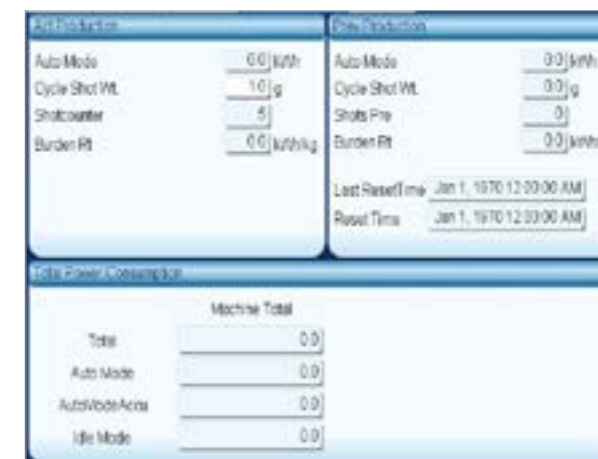 Act Production
Auto Mode 0.0 kWh
Cycle Shot Wt. 1.0 g
Shotcounter 5
Burden Rt 0.0 kWh/kg
Prev Production
Auto Mode 0.0 kWh
Cycle Shot Wt. 0.0 g
Shots Pre 0
Burden Rt 0.0 kWh
Last ResetTime Jan 1, 1970 12:00:00 AM
Reset Time Jan 1, 1970 12:00:00 AM
Total Power Consumption
Machine Total
Total 0.0
Auto Mode 0.0
AutoModeAccu 0.0
Idle Mode 0.0